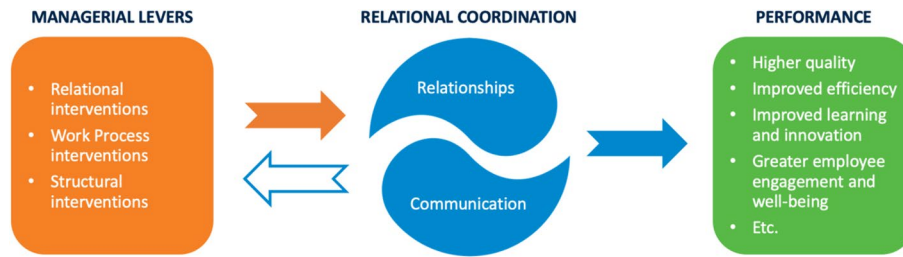 MANAGERIAL LEVERS
• Relational
interventions
• Work Process
interventions
• Structural
interventions
RELATIONAL COORDINATION
Relationships
Communication
PERFORMANCE
• Higher quality
• Improved efficiency
• Improved learning
and innovation
• Greater employee
engagement and
well-being
• Etc.